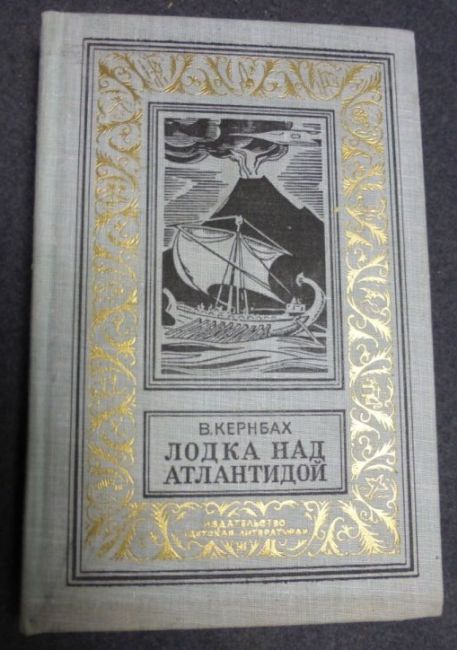 В. КЕРНБАХ
ЛОДКА НАД
АТЛАНТИДОЙ
ИЗДАТЕЛЬСТВО
«ДЕТСКАЯ ЛИТЕРАТУРА»